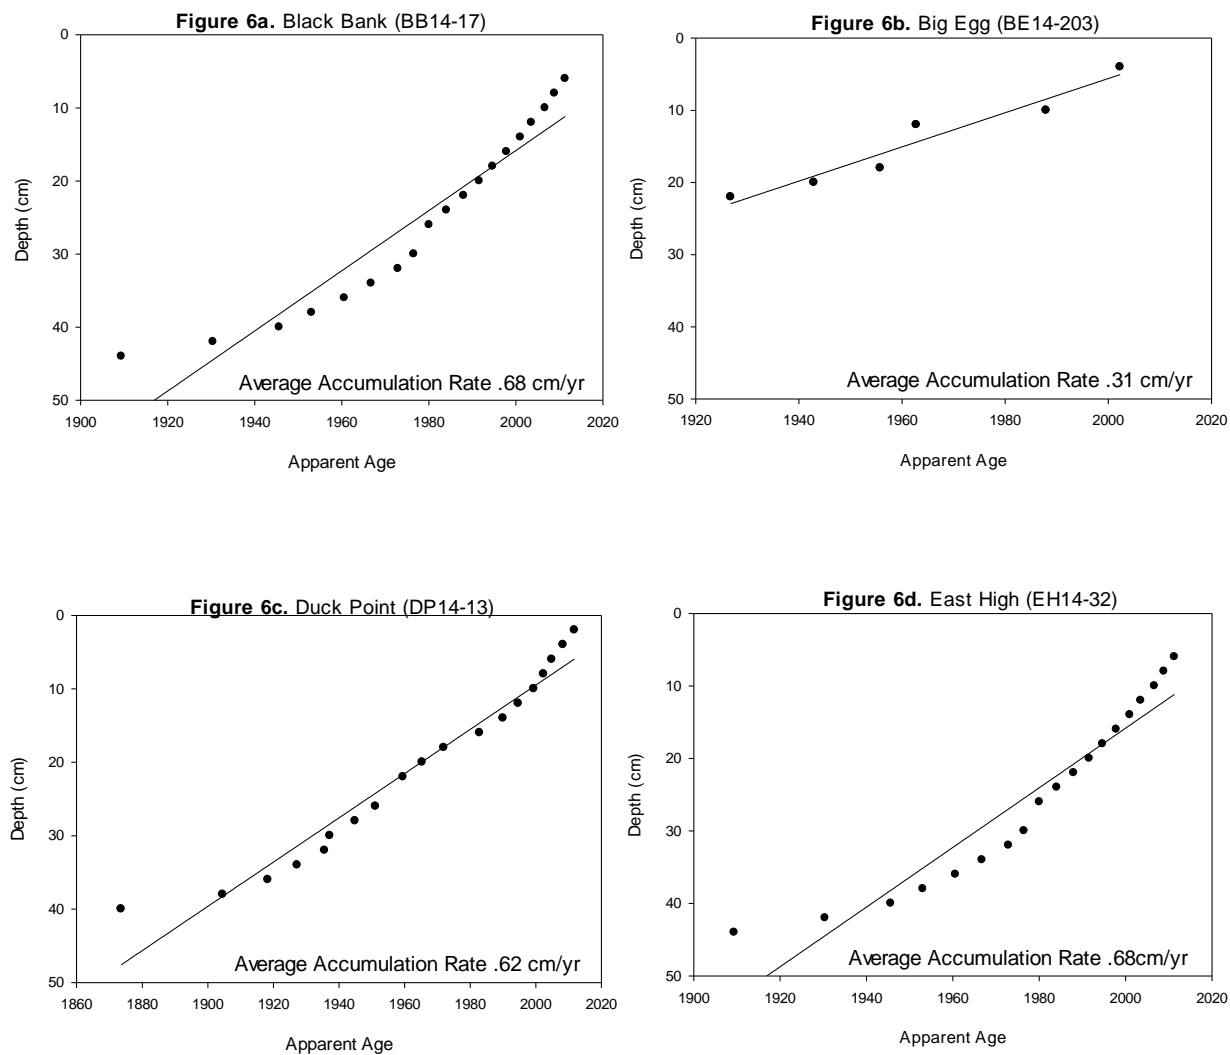 Figure 6a. Black Bank (BB14-17)
0
10
20
30
40
50
Depth (cm)
Average Accumulation Rate .68 cm/yr
1900 1920 1940 1960 1980 2000 2020
Apparent Age
Figure 6b. Big Egg (BE14-203)
0
10
20
30
40
50
Depth (cm)
Average Accumulation Rate .31 cm/yr
1920 1940 1960 1980 2000 2020
Apparent Age
Figure 6c. Duck Point (DP14-13)
0
10
20
30
40
50
Depth (cm)
Average Accumulation Rate .62 cm/yr
1860 1880 1900 1920 1940 1960 1980 2000 2020
Apparent Age
Figure 6d. East High (EH14-32)
0
10
20
30
40
50
Depth (cm)
Average Accumulation Rate .68cm/yr
1900 1920 1940 1960 1980 2000 2020
Apparent Age